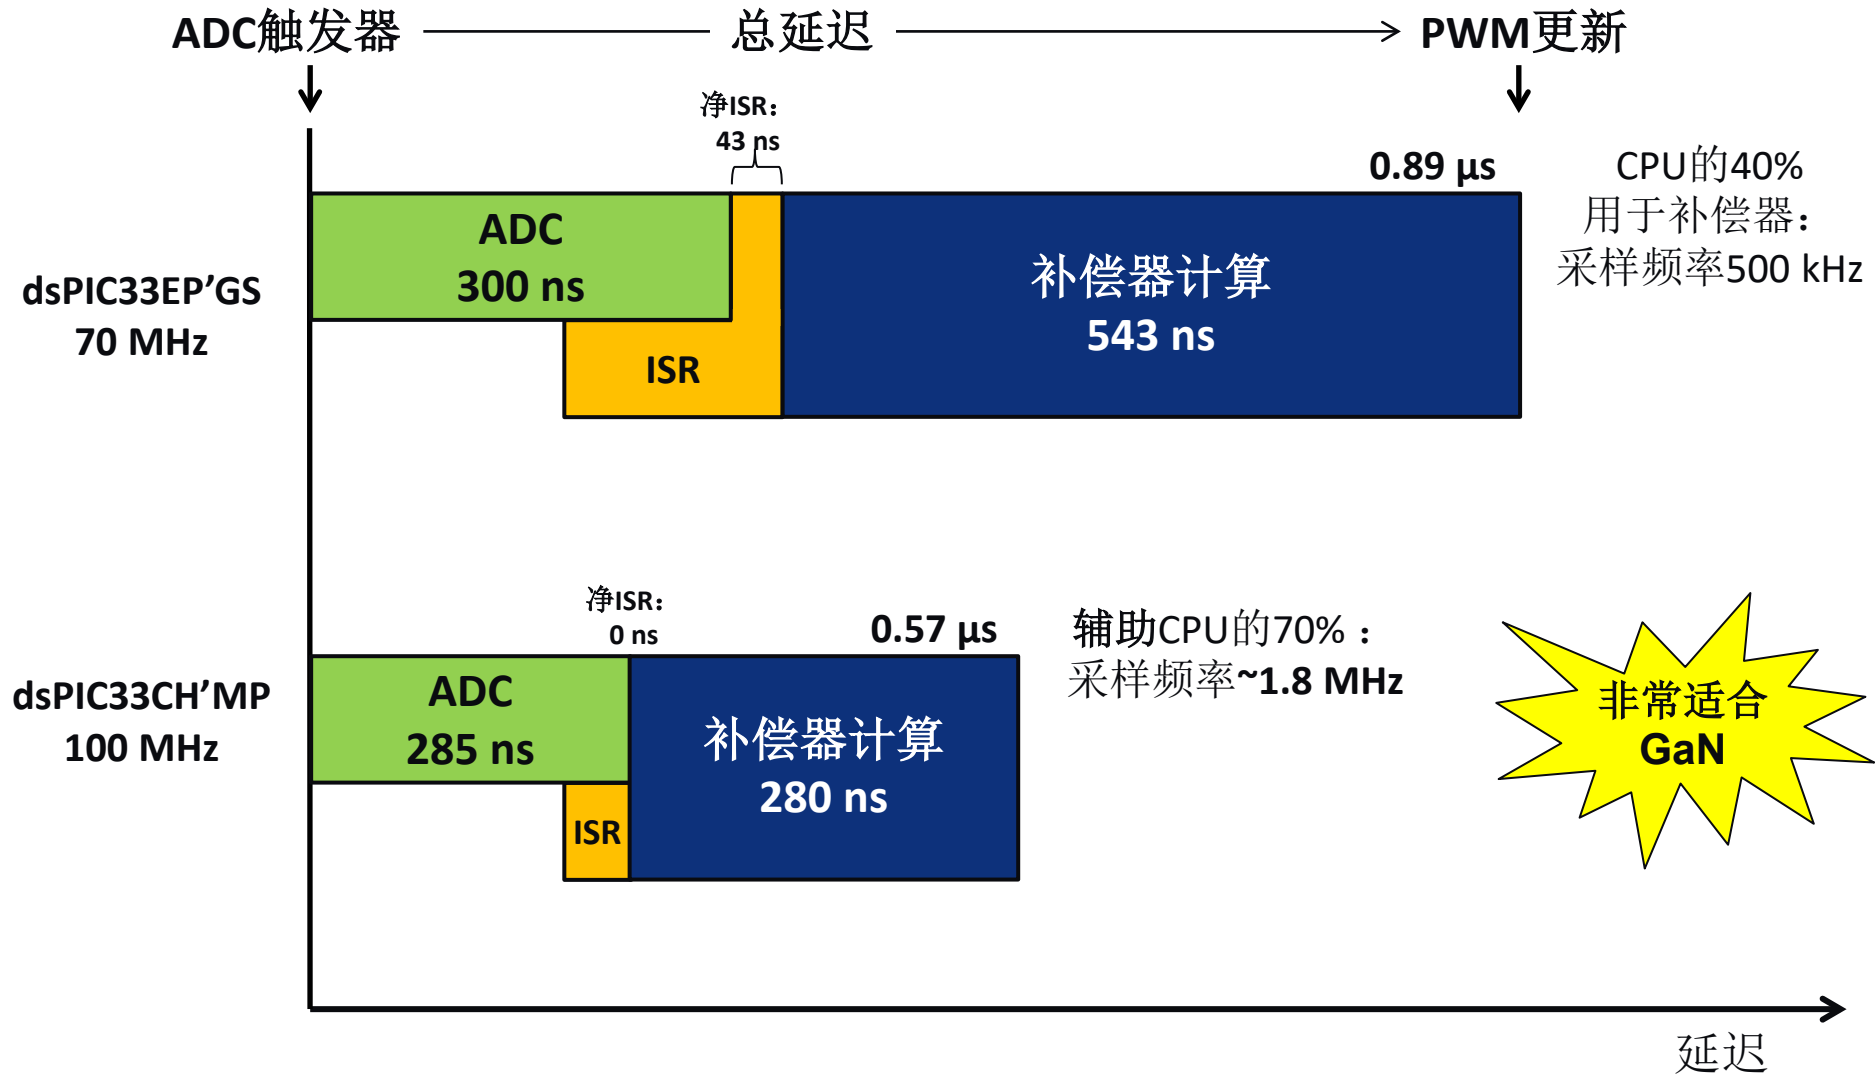 ADC触发器
总延迟
PWM更新
净ISR：
43 ns
0.89 µs
CPU的40%
用于补偿器：
采样频率500 kHz
dsPIC33EP’GS
70 MHz
ADC
300 ns
ISR
补偿器计算
543 ns
净ISR：
0 ns
0.57 µs
辅助CPU的70%：
采样频率~1.8 MHz
dsPIC33CH’MP
100 MHz
ADC
285 ns
ISR
补偿器计算
280 ns
非常适合
GaN
延迟